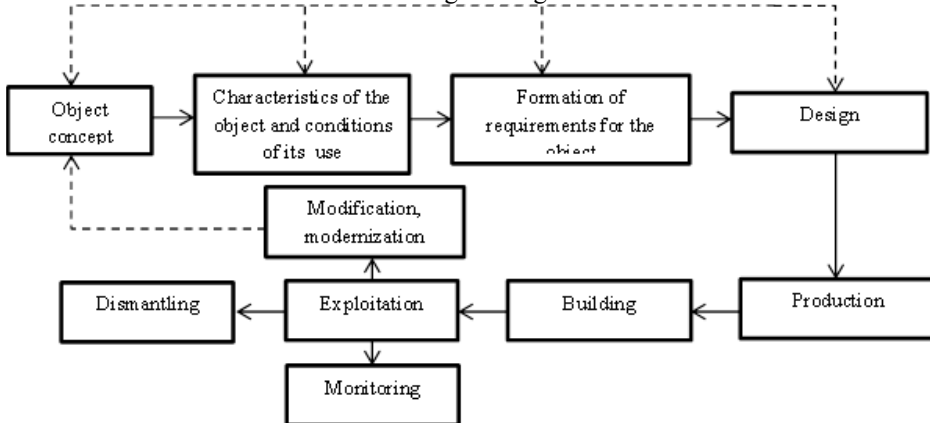 Object
concept
Characteristics of the
object and conditions
of its use
Formation of
requirements for the
object
Design
Modification,
modernization
Dismantling
Exploitation
Building
Production
Monitoring